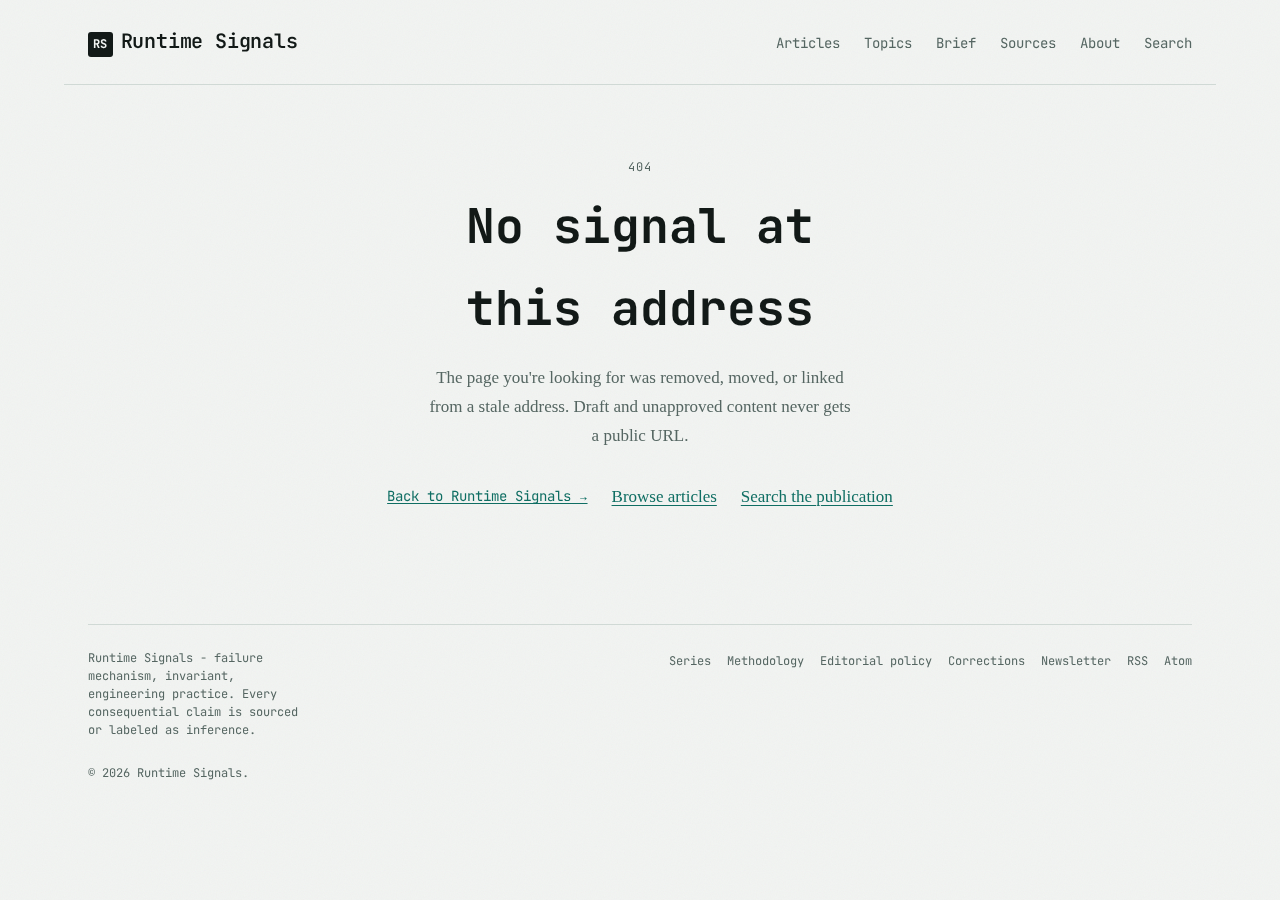 RS Runtime Signals
Articles Topics Brief Sources About Search
404
No signal at
this address
The page you're looking for was removed, moved, or linked
from a stale address. Draft and unapproved content never gets
a public URL.
Back to Runtime Signals → Browse articles Search the publication
Runtime Signals - failure
mechanism, invariant,
engineering practice. Every
consequential claim is sourced
or labeled as inference.
Series Methodology Editorial policy Corrections Newsletter RSS Atom
© 2026 Runtime Signals.